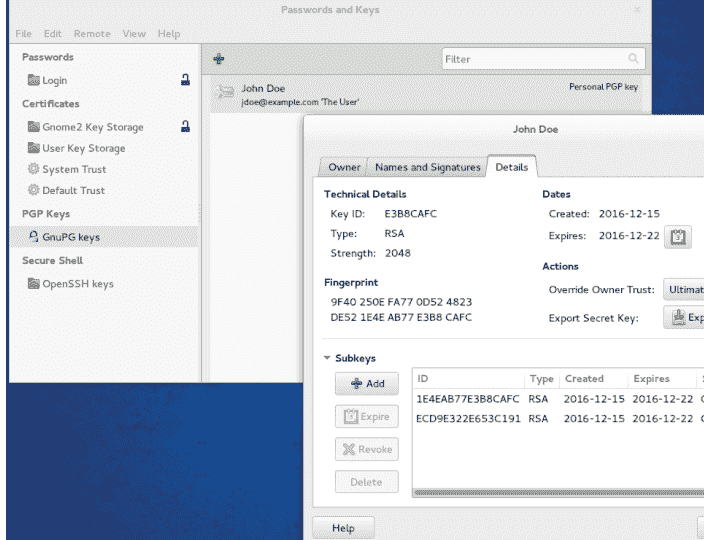 Passwords and Keys
File Edit Remote View Help
Passwords
Login
Certificates
Gnome2 Key Storage
User Key Storage
System Trust
Default Trust
PGP Keys
GnuPG keys
Secure Shell
OpenSSH keys
Filter
John Doe
Personal PGP key
jdoe@example.com 'The User'
John Doe
Owner Names and Signatures Details
Technical Details
Key ID: E3B8CAFC
Type: RSA
Strength: 2048
Dates
Created: 2016-12-15
Expires: 2016-12-22
Actions
Override Owner Trust: Ultimat
Export Secret Key: Exp
Fingerprint
9F40 250E FA77 0D52 4823
DE52 1E4E AB77 E3B8 CAFC
Subkeys
Add
Expire
Revoke
Delete
ID Type Created Expires
1E4EAB77E3B8CAFC RSA 2016-12-15 2016-12-22
ECD9E322E653C191 RSA 2016-12-15 2016-12-22
Help